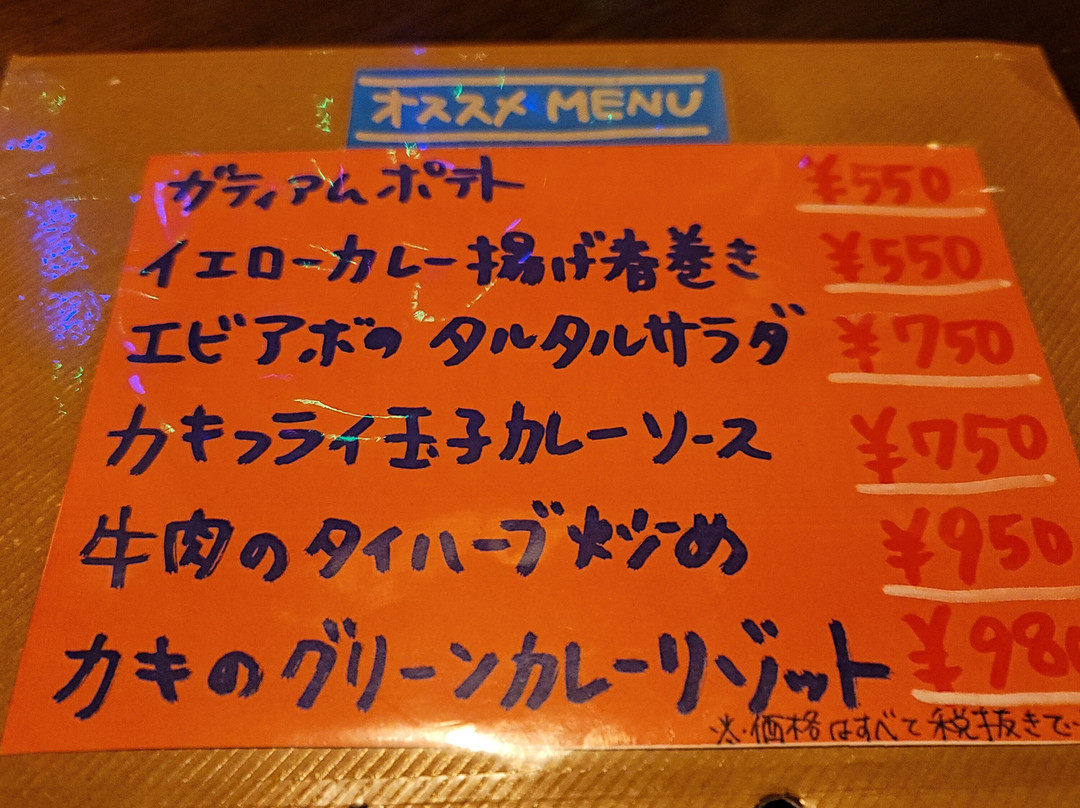 オススメ MENU
ガティアムポテト ¥550
イエローカレー揚げ春巻き ¥550
エビアボのタルタルサラダ ¥750
カキフライ玉子カレーソース ¥750
牛肉のタイハーブ炒め ¥950
カキのグリーンカレーリゾット ¥980
※価格はすべて税抜きで